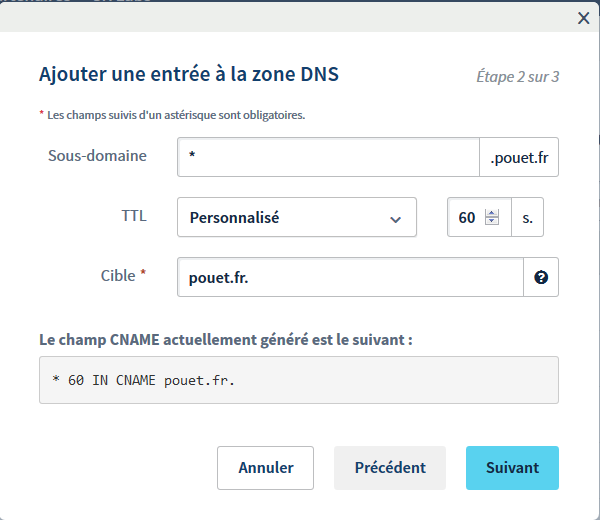 Ajouter une entrée à la zone DNS
Étape 2 sur 3
* Les champs suivis d'un astérisque sont obligatoires.
Sous-domaine * .pouet.fr
TTL Personnalisé 60 s.
Cible * pouet.fr. ?
Le champ CNAME actuellement généré est le suivant :
* 60 IN CNAME pouet.fr.
Annuler Précédent Suivant